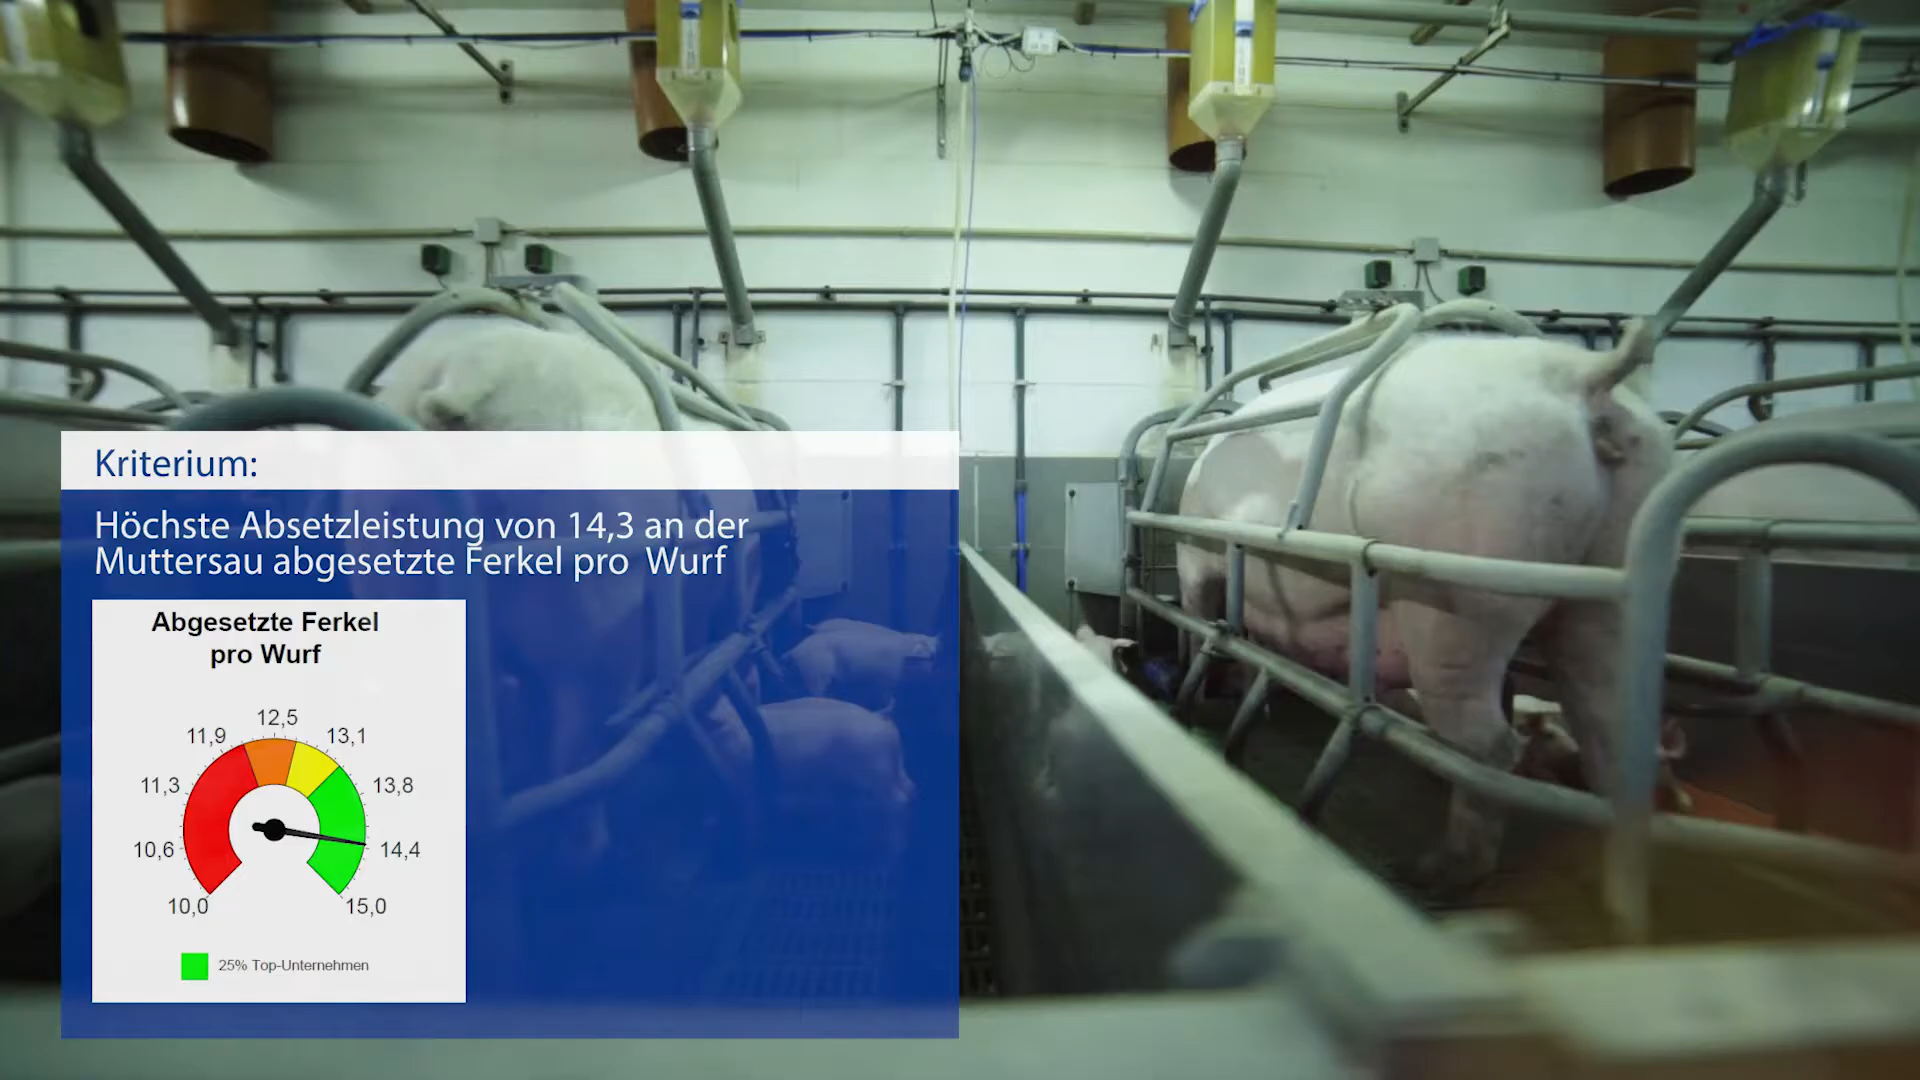 Kriterium:
Höchste Absetzleistung von 14,3 an der
Muttersau abgesetzte Ferkel pro Wurf
Abgesetzte Ferkel
pro Wurf
12,5
11,9
13,1
11,3
13,8
10,6
14,4
10,0
15,0
25% Top-Unternehmen